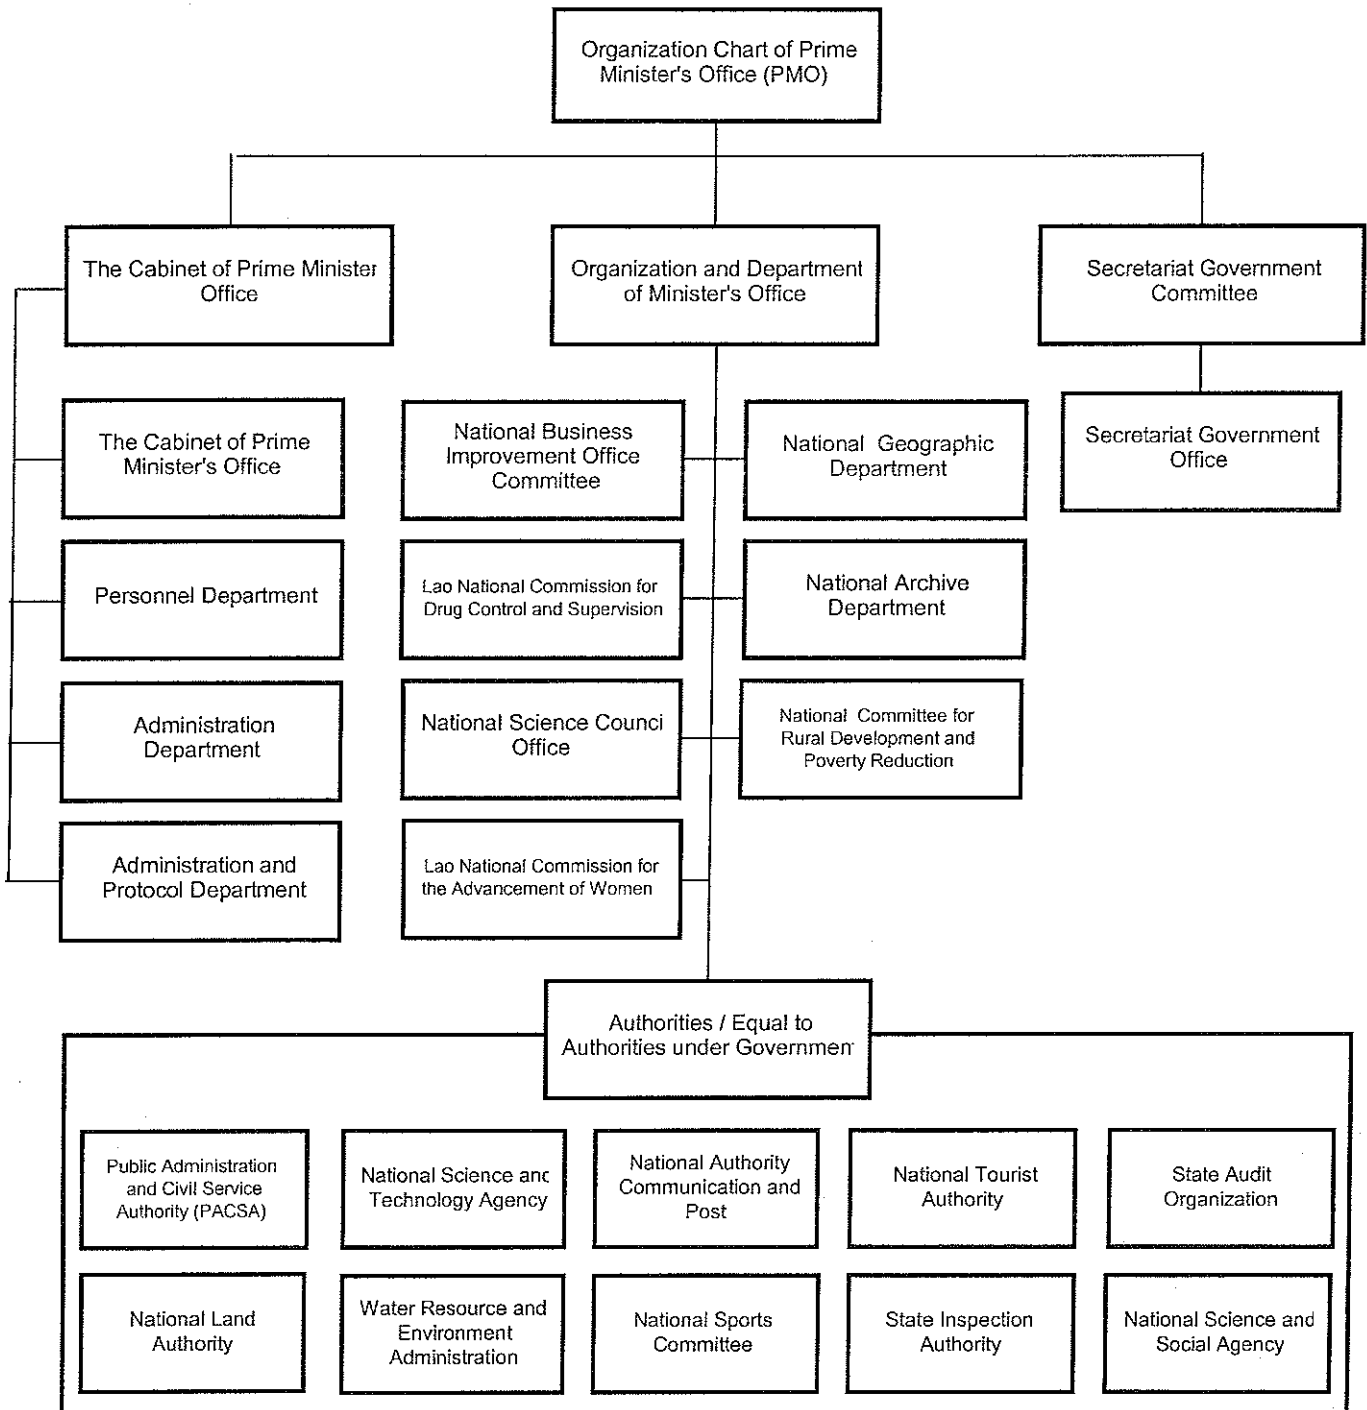 Organization Chart of Prime
Minister's Office (PMO)
The Cabinet of Prime Minister
Office
Organization and Department
of Minister's Office
Secretariat Government
Committee
The Cabinet of Prime
Minister's Office
National Business
Improvement Office
Committee
National Geographic
Department
Secretariat Government
Office
Personnel Department
Lao National Commission for
Drug Control and Supervision
National Archive
Department
Administration
Department
National Science Counci
Office
National Committee for
Rural Development and
Poverty Reduction
Administration and
Protocol Department
Lao National Commission for
the Advancement of Women
Authorities / Equal to
Authorities under Governmen
Public Administration
and Civil Service
Authority (PACSA)
National Science and
Technology Agency
National Authority
Communication and
Post
National Tourist
Authority
State Audit
Organization
National Land
Authority
Water Resource and
Environment
Administration
National Sports
Committee
State Inspection
Authority
National Science and
Social Agency